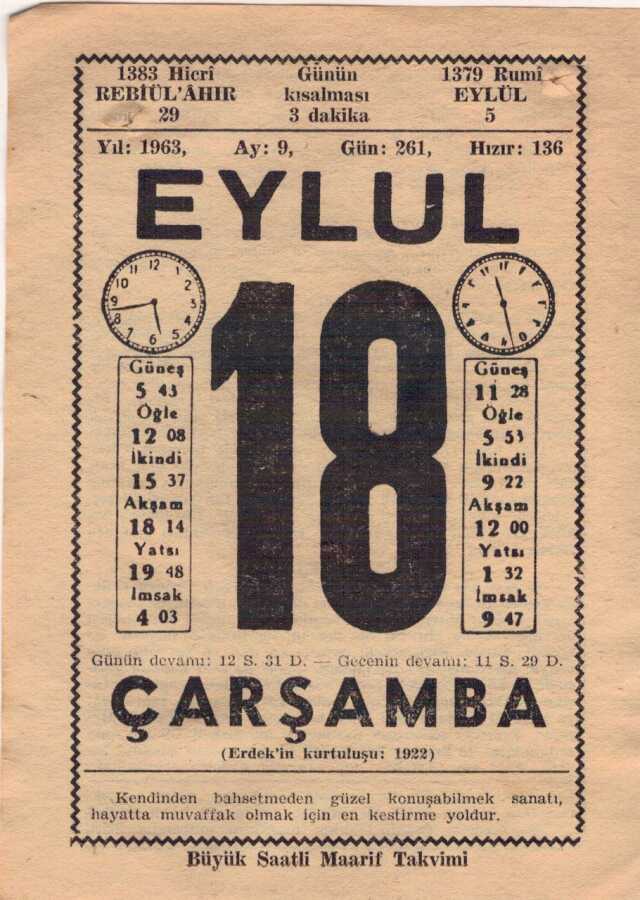 1383 Hicrî Günün 1379 Rumî
REBİÜL'ÂHIR kısalması EYLÜL
29 3 dakika 5
Yıl: 1963, Ay: 9, Gün: 261, Hızır: 136
EYLUL
18
Güneş
5 43
Öğle
12 08
İkindi
15 37
Akşam
18 14
Yatsı
19 48
İmsak
4 03
Güneş
11 28
Öğle
5 53
İkindi
9 22
Akşam
12 00
Yatsı
1 32
İmsak
9 47
Günün devamı: 12 S. 31 D. — Gecenin devamı: 11 S. 29 D.
ÇARŞAMBA
(Erdek'in kurtuluşu: 1922)
Kendinden bahsetmeden güzel konuşabilmek sanatı,
hayatta muvaffak olmak için en kestirme yoldur.
Büyük Saatli Maarif Takvimi